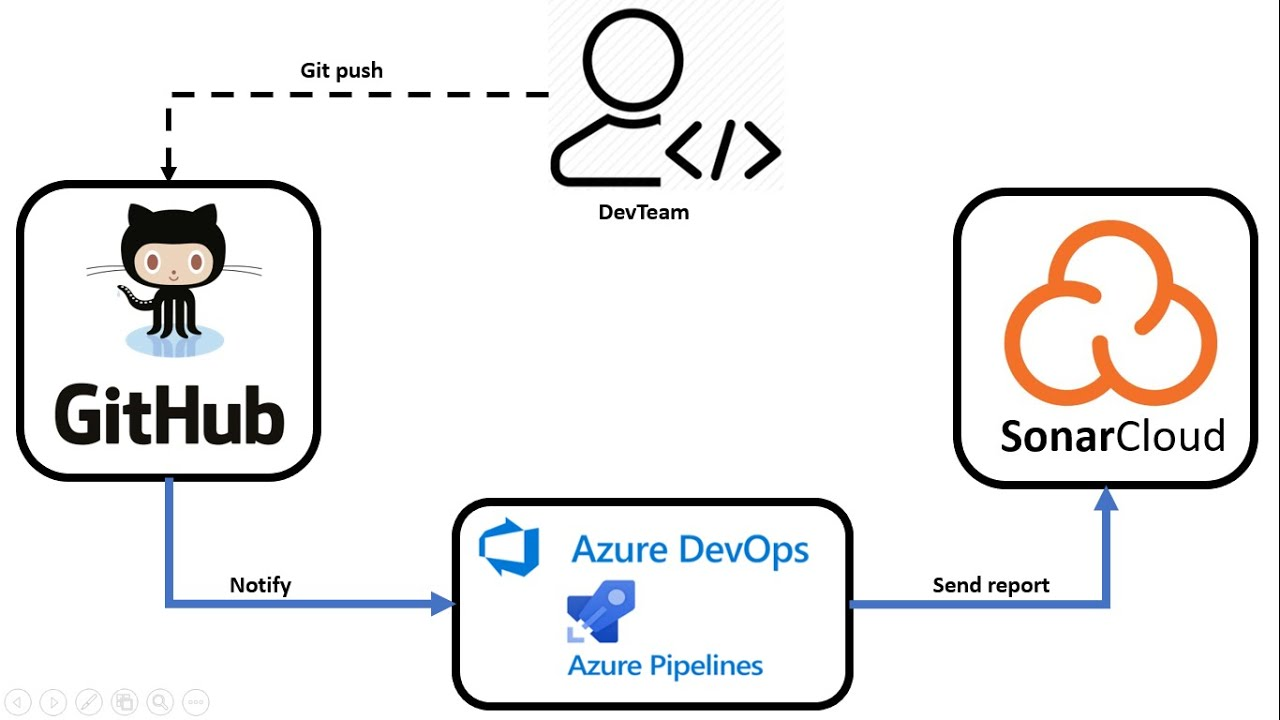 Git push
</>
DevTeam
GitHub
SonarCloud
Azure DevOps
Notify
Send report
Azure Pipelines